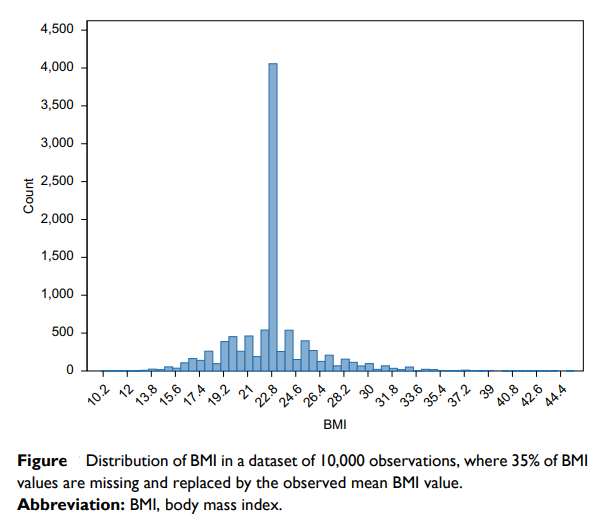 4,500
4,000
3,500
3,000
2,500
2,000
1,500
1,000
500
0
Count
10.2 12 13.8 15.6 17.4 19.2 21 22.8 24.6 26.4 28.2 30 31.8 33.6 35.4 37.2 39 40.8 42.6 44.4
BMI
Figure Distribution of BMI in a dataset of 10,000 observations, where 35% of BMI
values are missing and replaced by the observed mean BMI value.
Abbreviation: BMI, body mass index.